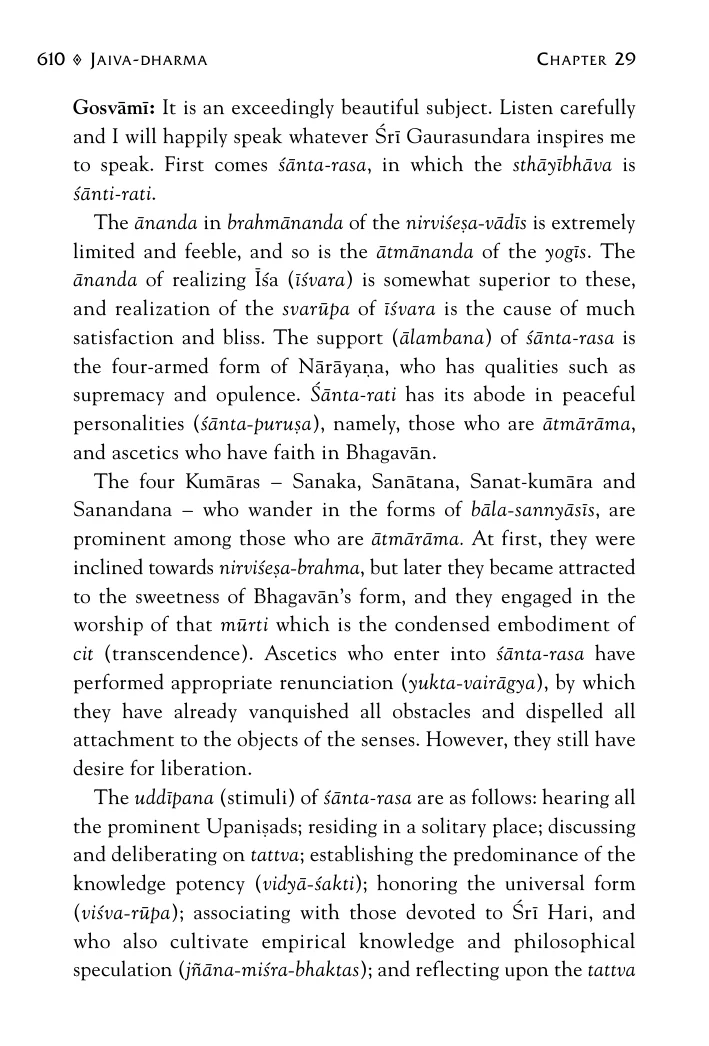 610 ◊ JAIVA-DHARMA CHAPTER 29
Gosvāmī: It is an exceedingly beautiful subject. Listen carefully
and I will happily speak whatever Śrī Gaurasundara inspires me
to speak. First comes śānta-rasa, in which the sthāyībhāva is
śānti-rati.
The ānanda in brahmānanda of the nirviśeṣa-vādīs is extremely
limited and feeble, and so is the ātmānanda of the yogīs. The
ānanda of realizing Īśa (īśvara) is somewhat superior to these,
and realization of the svarūpa of īśvara is the cause of much
satisfaction and bliss. The support (ālambana) of śānta-rasa is
the four-armed form of Nārāyaṇa, who has qualities such as
supremacy and opulence. Śānta-rati has its abode in peaceful
personalities (śānta-puruṣa), namely, those who are ātmārāma,
and ascetics who have faith in Bhagavān.
The four Kumāras – Sanaka, Sanātana, Sanat-kumāra and
Sanandana – who wander in the forms of bāla-sannyāsīs, are
prominent among those who are ātmārāma. At first, they were
inclined towards nirviśeṣa-brahma, but later they became attracted
to the sweetness of Bhagavān's form, and they engaged in the
worship of that mūrti which is the condensed embodiment of
cit (transcendence). Ascetics who enter into śānta-rasa have
performed appropriate renunciation (yukta-vairāgya), by which
they have already vanquished all obstacles and dispelled all
attachment to the objects of the senses. However, they still have
desire for liberation.
The uddīpana (stimuli) of śānta-rasa are as follows: hearing all
the prominent Upaniṣads; residing in a solitary place; discussing
and deliberating on tattva; establishing the predominance of the
knowledge potency (vidyā-śakti); honoring the universal form
(viśva-rūpa); associating with those devoted to Śrī Hari, and
who also cultivate empirical knowledge and philosophical
speculation (jñāna-miśra-bhaktas); and reflecting upon the tattva